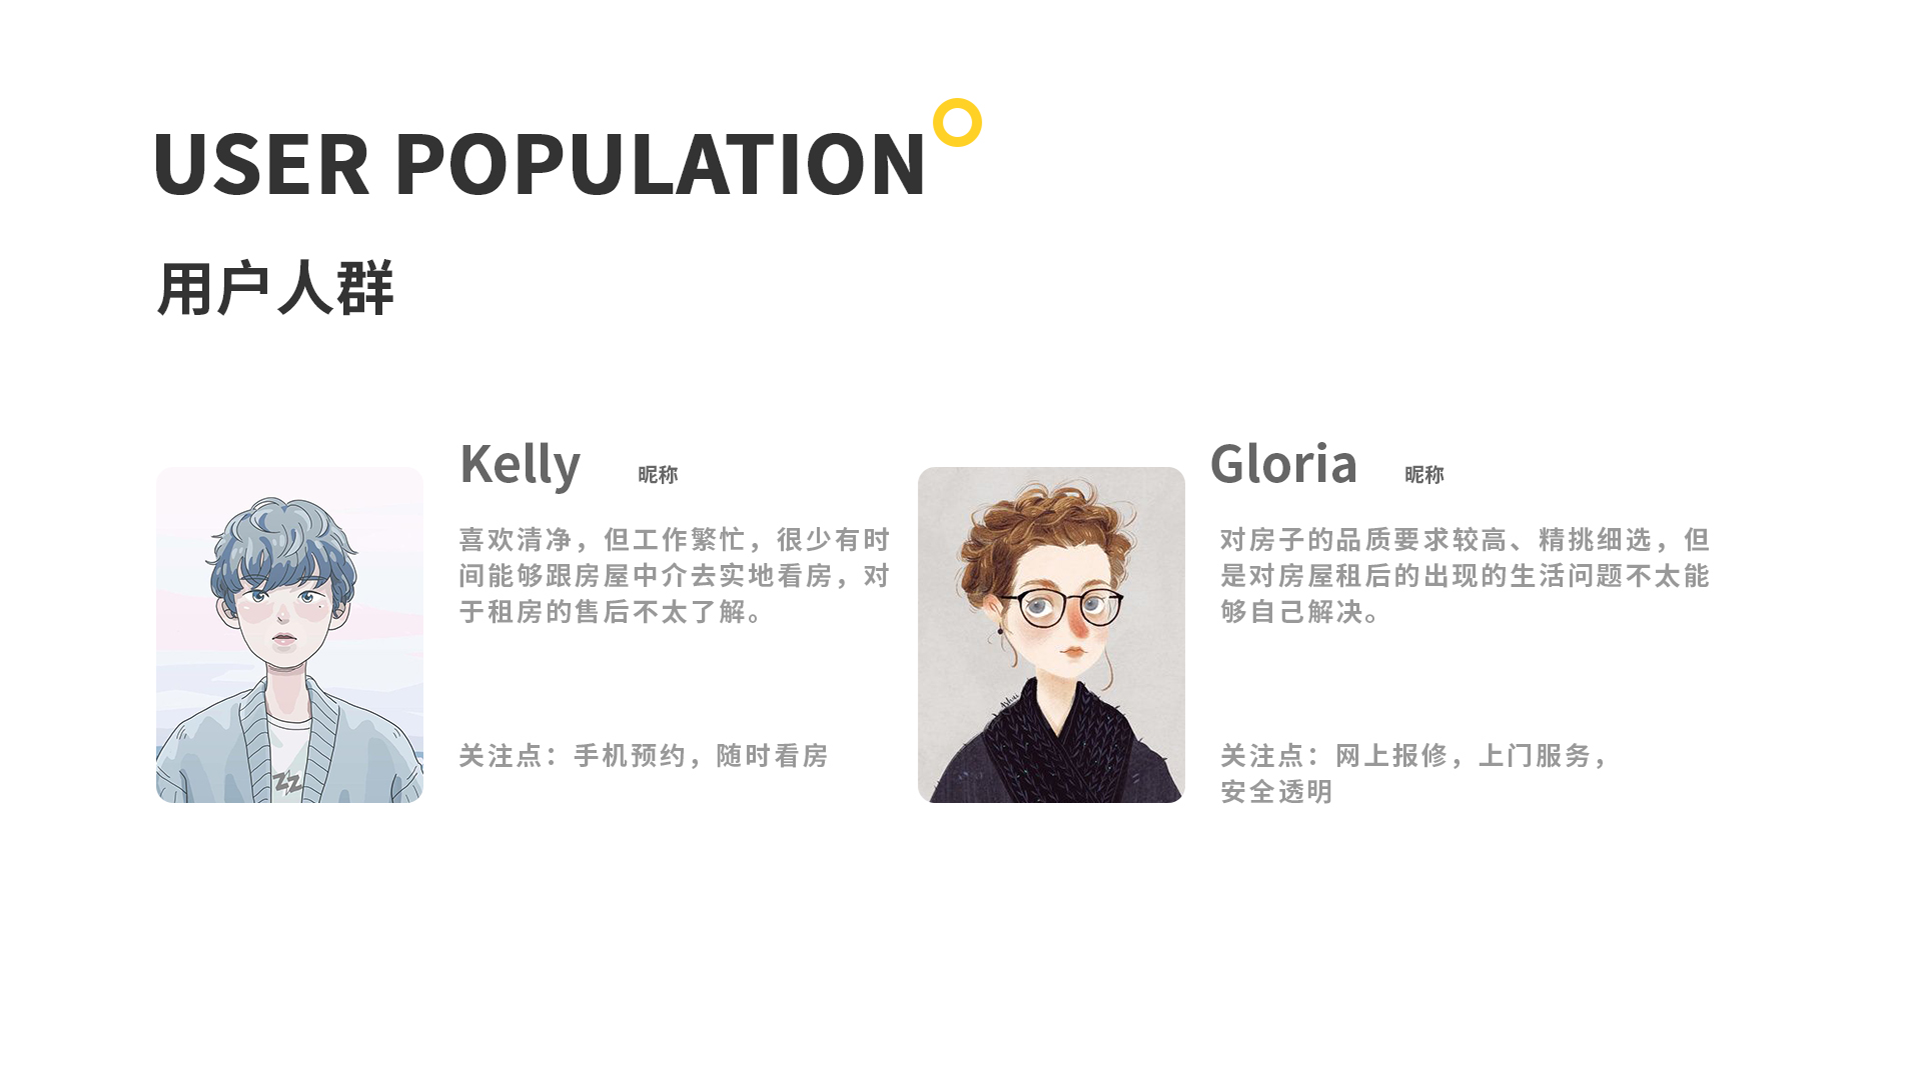 USER POPULATION
用户人群
Kelly
昵称
喜欢清净，但工作繁忙，很少有时
间能够跟房屋中介去实地看房，对
于租房的售后不太了解。
关注点：手机预约，随时看房
Gloria
昵称
对房子的品质要求较高、精挑细选，但
是对房屋租后的出现的生活问题不太能
够自己解决。
关注点：网上报修，上门服务，
安全透明